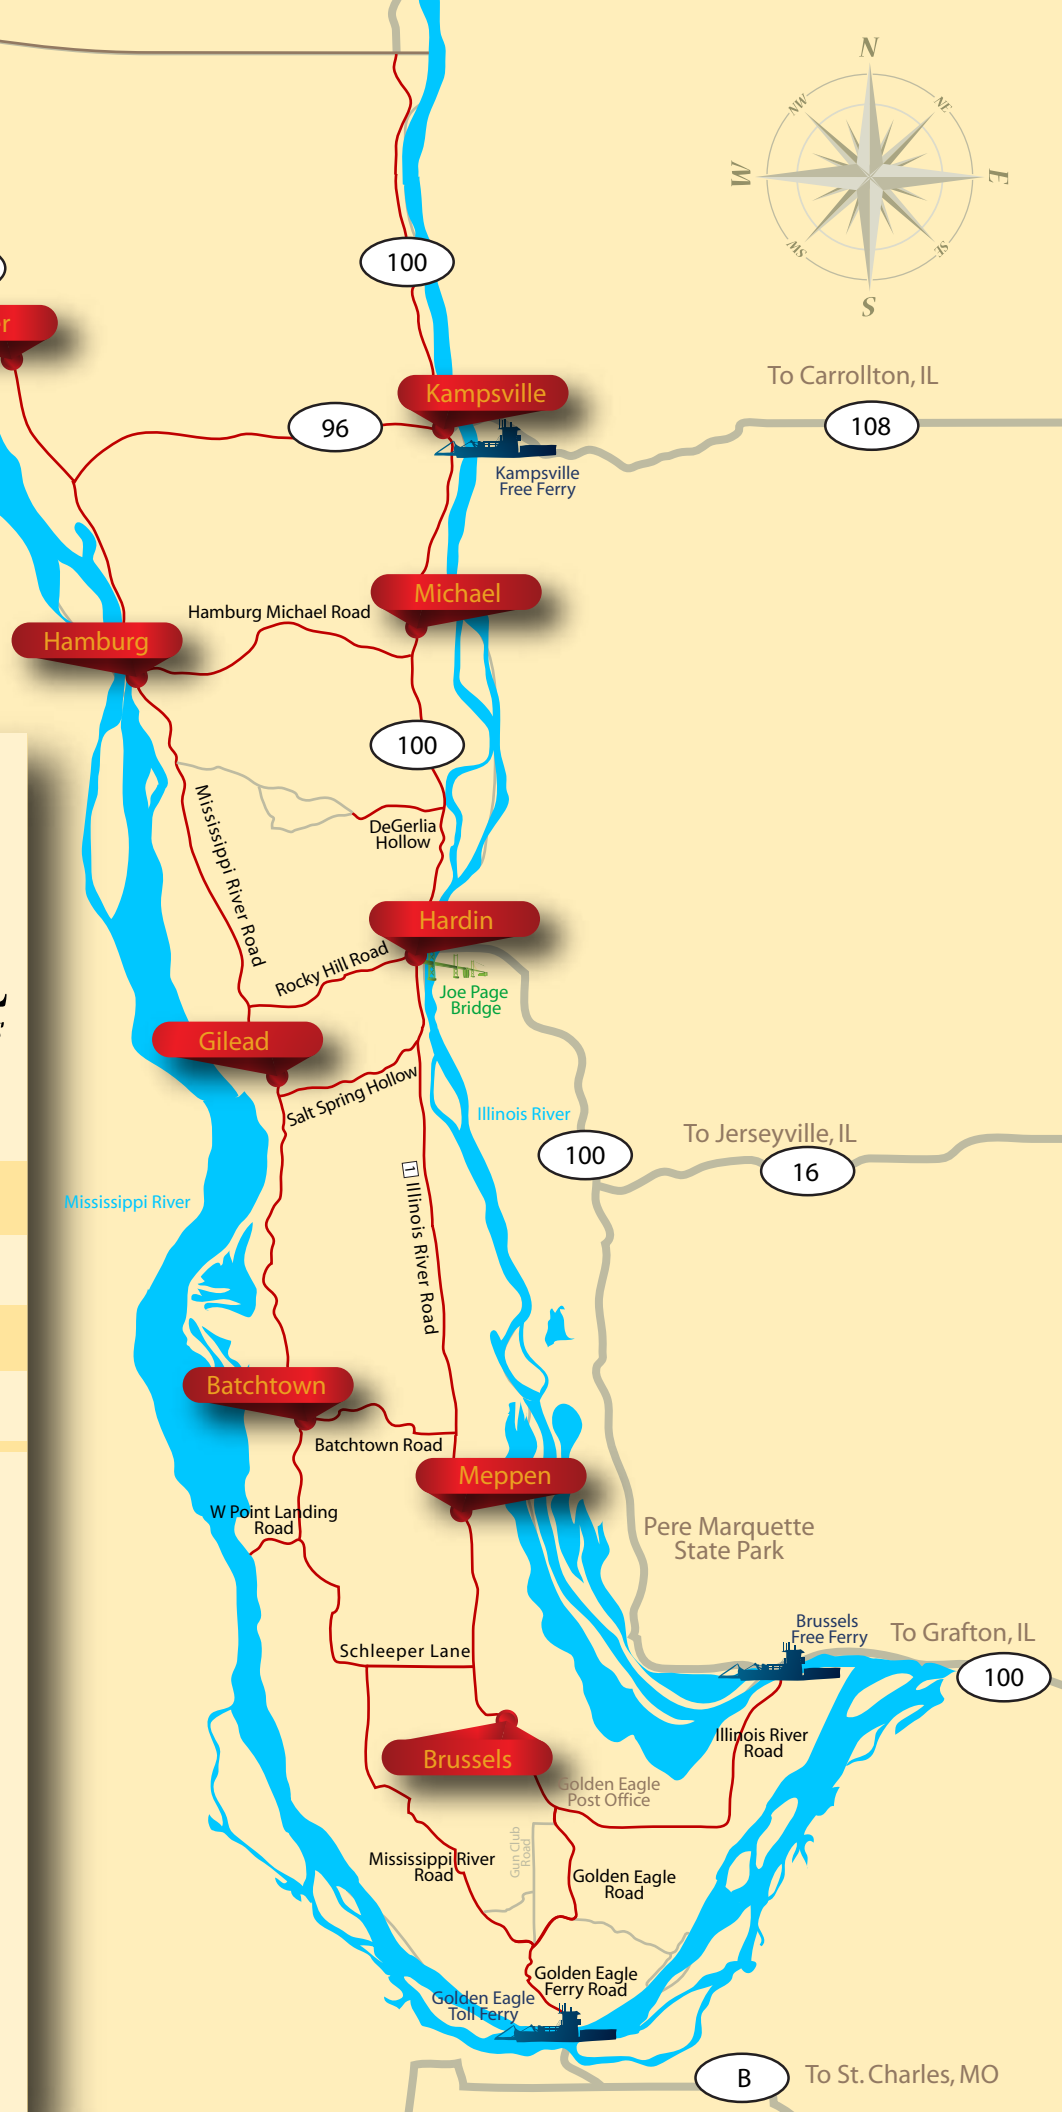 N
NW
NE
W
E
SW
SE
S
100
r
Kampsville
To Carrollton, IL
96
108
Kampsville
Free Ferry
Michael
Hamburg Michael Road
Hamburg
100
Mississippi River Road
DeGerlia
Hollow
Hardin
Rocky Hill Road
Joe Page
Bridge
Gilead
Salt Spring Hollow
Illinois River
To Jerseyville, IL
100
16
1 Illinois River Road
Mississippi River
Batchtown
Batchtown Road
Meppen
W Point Landing
Road
Pere Marquette
State Park
Brussels
Free Ferry
To Grafton, IL
Schleeper Lane
100
Illinois River
Road
Brussels
Golden Eagle
Post Office
Gun Club
Road
Mississippi River
Road
Golden Eagle
Road
Golden Eagle
Ferry Road
Golden Eagle
Toll Ferry
B
To St. Charles, MO